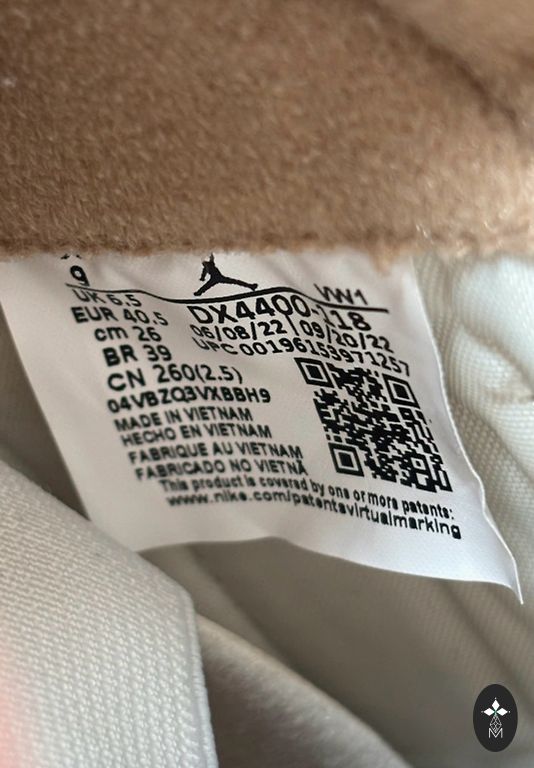 9
UK 6.5
EUR 40.5
cm 26
BR 39
CN 260(2.5)
04VBZQ3VXBBH9
VW1
DX4400-118
06/08/22 | 09/20/22
UPC 00196153971257
MADE IN VIETNAM
HECHO EN VIETNAM
FABRIQUE AU VIETNAM
FABRICADO NO VIETNÃ
This product is covered by one or more patents:
www.nike.com/patentsvirtualmarking
M